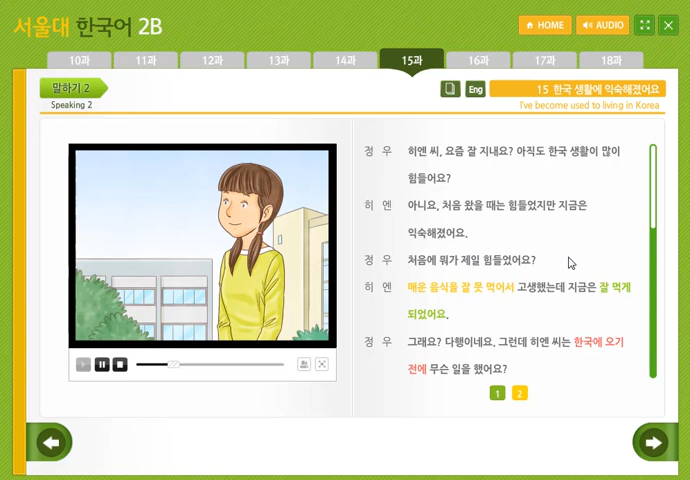 서울대 한국어 2B
HOME
AUDIO
10과 11과 12과 13과 14과 15과 16과 17과 18과
말하기 2
Speaking 2
Eng
15 한국 생활에 익숙해졌어요
I've become used to living in Korea
정 우 히엔 씨, 요즘 잘 지내요? 아직도 한국 생활이 많이
힘들어요?
히 엔 아니요, 처음 왔을 때는 힘들었지만 지금은
익숙해졌어요.
정 우 처음에 뭐가 제일 힘들었어요?
히 엔 매운 음식을 잘 못 먹어서 고생했는데 지금은 잘 먹게
되었어요.
정 우 그래요? 다행이네요. 그런데 히엔 씨는 한국에 오기
전에 무슨 일을 했어요?
1 2